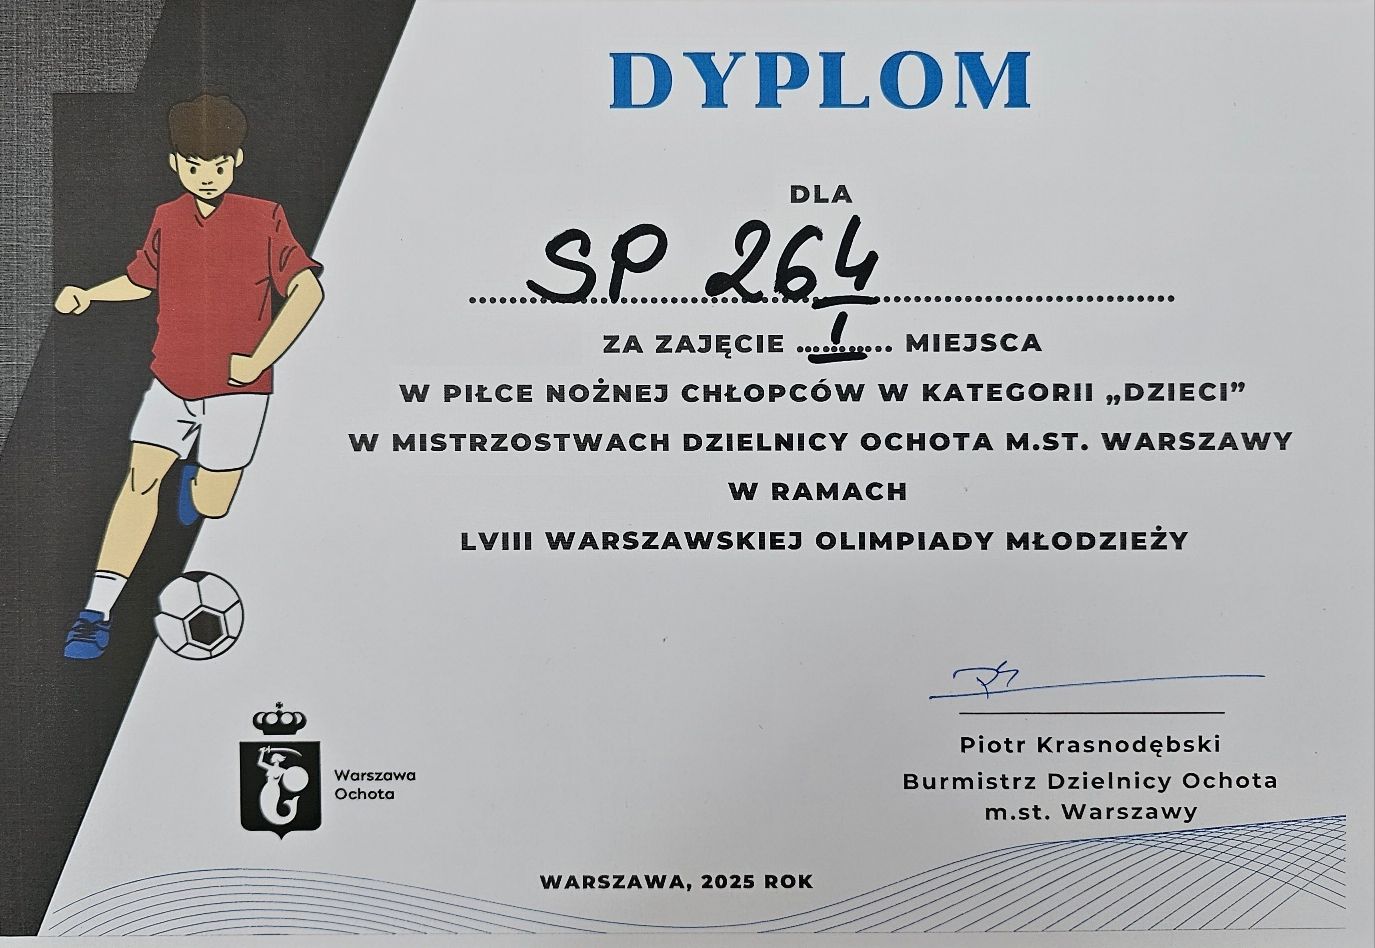 DYPLOM
DLA
SP 264
ZA ZAJĘCIE ...I... MIEJSCA
W PIŁCE NOŻNEJ CHŁOPCÓW W KATEGORII „DZIECI”
W MISTRZOSTWACH DZIELNICY OCHOTA M.ST. WARSZAWY
W RAMACH
LVIII WARSZAWSKIEJ OLIMPIADY MŁODZIEŻY
Piotr Krasnodębski
Burmistrz Dzielnicy Ochota
m.st. Warszawy
Warszawa
Ochota
WARSZAWA, 2025 ROK